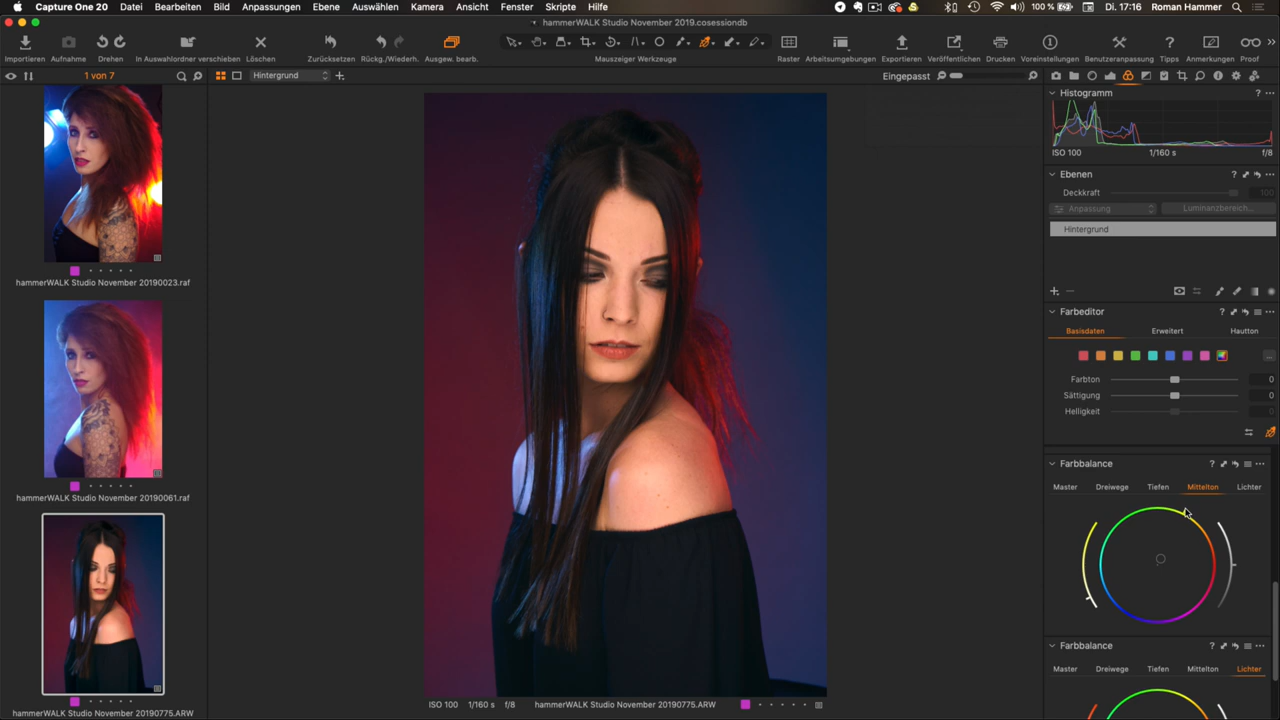 Capture One 20 Datei Bearbeiten Bild Anpassungen Ebene Auswählen Kamera Ansicht Fenster Skripte Hilfe 100 % Di. 17:16 Roman Hammer
hammerWALK Studio November 2019.cosessiondb
Importieren Aufnahme Drehen In Auswahlordner verschieben Löschen Zurücksetzen Rückg./Wiederh. Ausgew. bearb. Mauszeiger Werkzeuge Raster Arbeitsumgebungen Exportieren Veröffentlichen Drucken Voreinstellungen Benutzeranpassung Tipps Anmerkungen Proof
1 von 7 Hintergrund Eingepasst
Histogramm
ISO 100 1/160 s f/8
Ebenen
Deckkraft 100
Anpassung Luminanzbereich...
Hintergrund
hammerWALK Studio November 20190023.raf
Farbeditor
Basisdaten Erweitert Hautton
Farbton 0
Sättigung 0
Helligkeit 0
Farbbalance
Master Dreiwege Tiefen Mittelton Lichter
hammerWALK Studio November 20190061.raf
Farbbalance
Master Dreiwege Tiefen Mittelton Lichter
ISO 100 1/160 s f/8 hammerWALK Studio November 20190775.ARW
hammerWALK Studio November 20190775.ARW